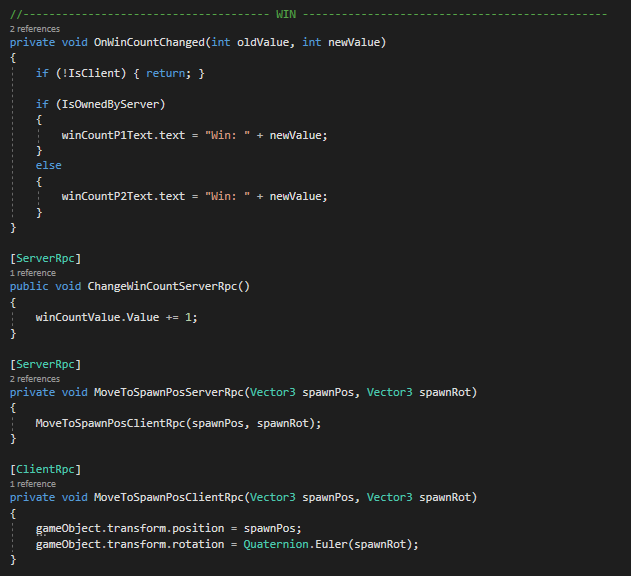 //-------------------------------------- WIN ----------------------------------------------
2 references
private void OnWinCountChanged(int oldValue, int newValue)
{
if (!IsClient) { return; }
if (IsOwnedByServer)
{
winCountP1Text.text = "Win: " + newValue;
}
else
{
winCountP2Text.text = "Win: " + newValue;
}
}
[ServerRpc]
1 reference
public void ChangeWinCountServerRpc()
{
winCountValue.Value += 1;
}
[ServerRpc]
2 references
private void MoveToSpawnPosServerRpc(Vector3 spawnPos, Vector3 spawnRot)
{
MoveToSpawnPosClientRpc(spawnPos, spawnRot);
}
[ClientRpc]
1 reference
private void MoveToSpawnPosClientRpc(Vector3 spawnPos, Vector3 spawnRot)
{
gameObject.transform.position = spawnPos;
gameObject.transform.rotation = Quaternion.Euler(spawnRot);
}